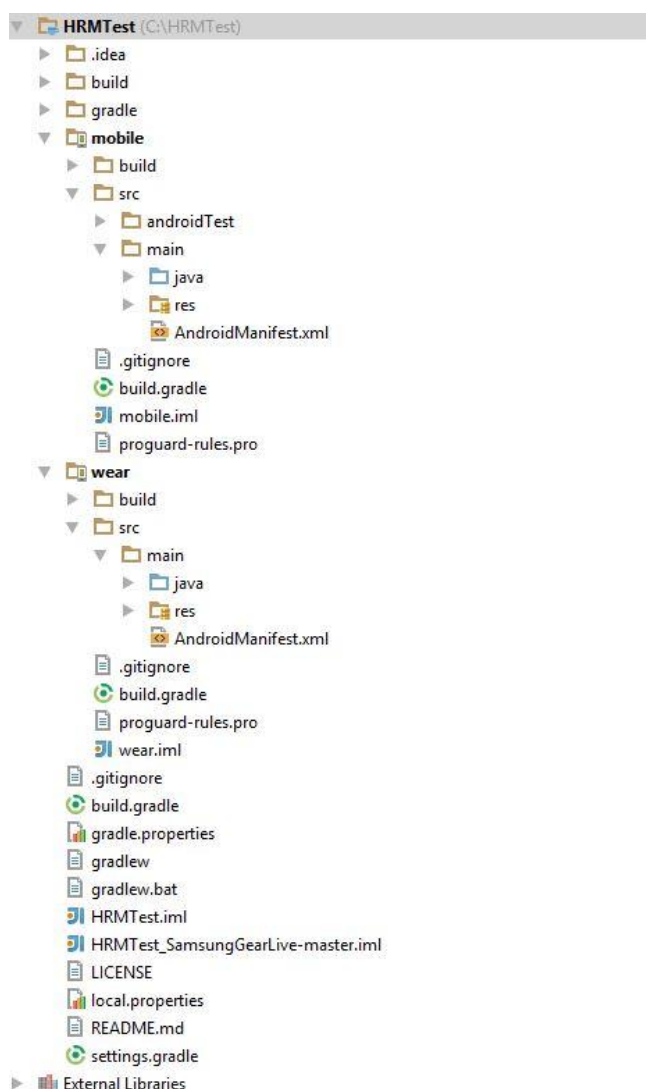 HRMTest (C:\HRMTest)
.idea
build
gradle
mobile
build
src
androidTest
main
java
res
AndroidManifest.xml
.gitignore
build.gradle
mobile.iml
proguard-rules.pro
wear
build
src
main
java
res
AndroidManifest.xml
.gitignore
build.gradle
proguard-rules.pro
wear.iml
.gitignore
build.gradle
gradle.properties
gradlew
gradlew.bat
HRMTest.iml
HRMTest_SamsungGearLive-master.iml
LICENSE
local.properties
README.md
settings.gradle
External Libraries